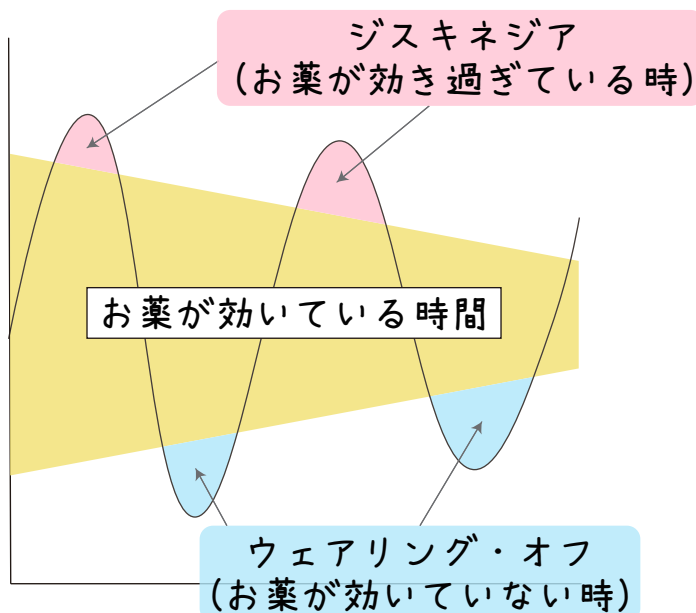 ジスキネジア
(お薬が効き過ぎている時)
お薬が効いている時間
ウェアリング・オフ
(お薬が効いていない時)